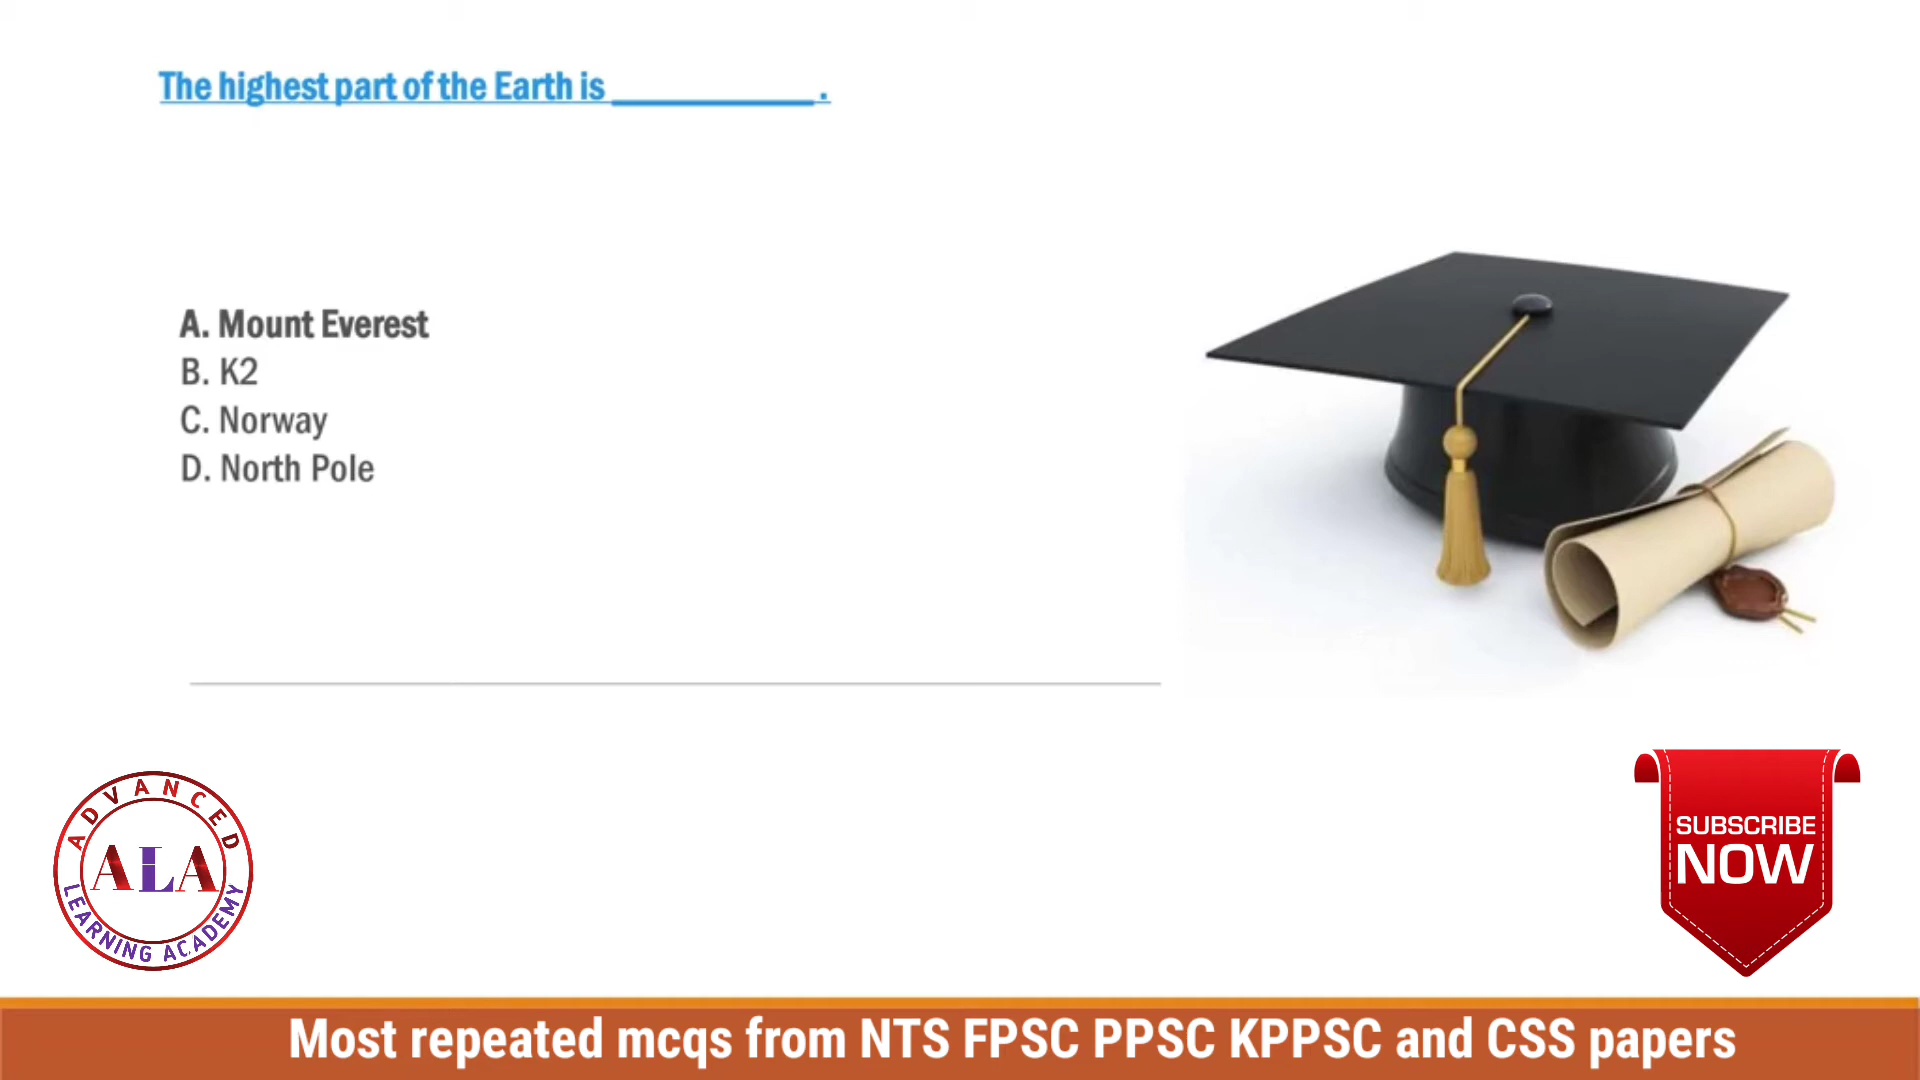 The highest part of the Earth is ____________ .
A. Mount Everest
B. K2
C. Norway
D. North Pole
ADVANCED
ALA
LEARNING ACADEMY
SUBSCRIBE
NOW
Most repeated mcqs from NTS FPSC PPSC KPPSC and CSS papers